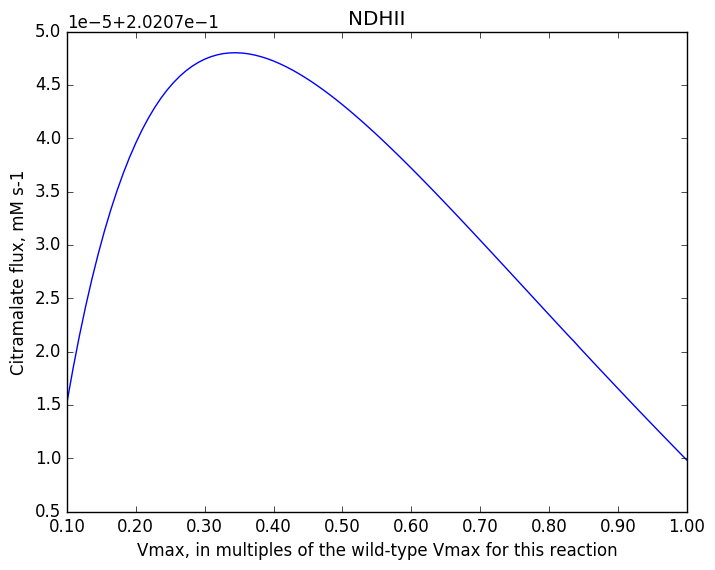 NDHII
1e−5+2.0207e−1
5.0
4.5
4.0
3.5
3.0
2.5
2.0
1.5
1.0
0.5
Citramalate flux, mM s-1
0.10 0.20 0.30 0.40 0.50 0.60 0.70 0.80 0.90 1.00
Vmax, in multiples of the wild-type Vmax for this reaction